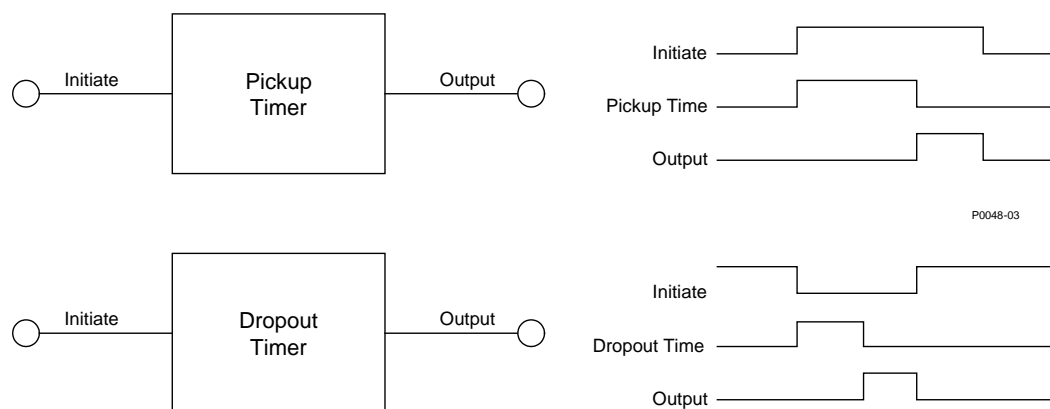 Initiate
Pickup
Timer
Output
Initiate
Pickup Time
Output
P0048-03
Initiate
Dropout
Timer
Output
Initiate
Dropout Time
Output